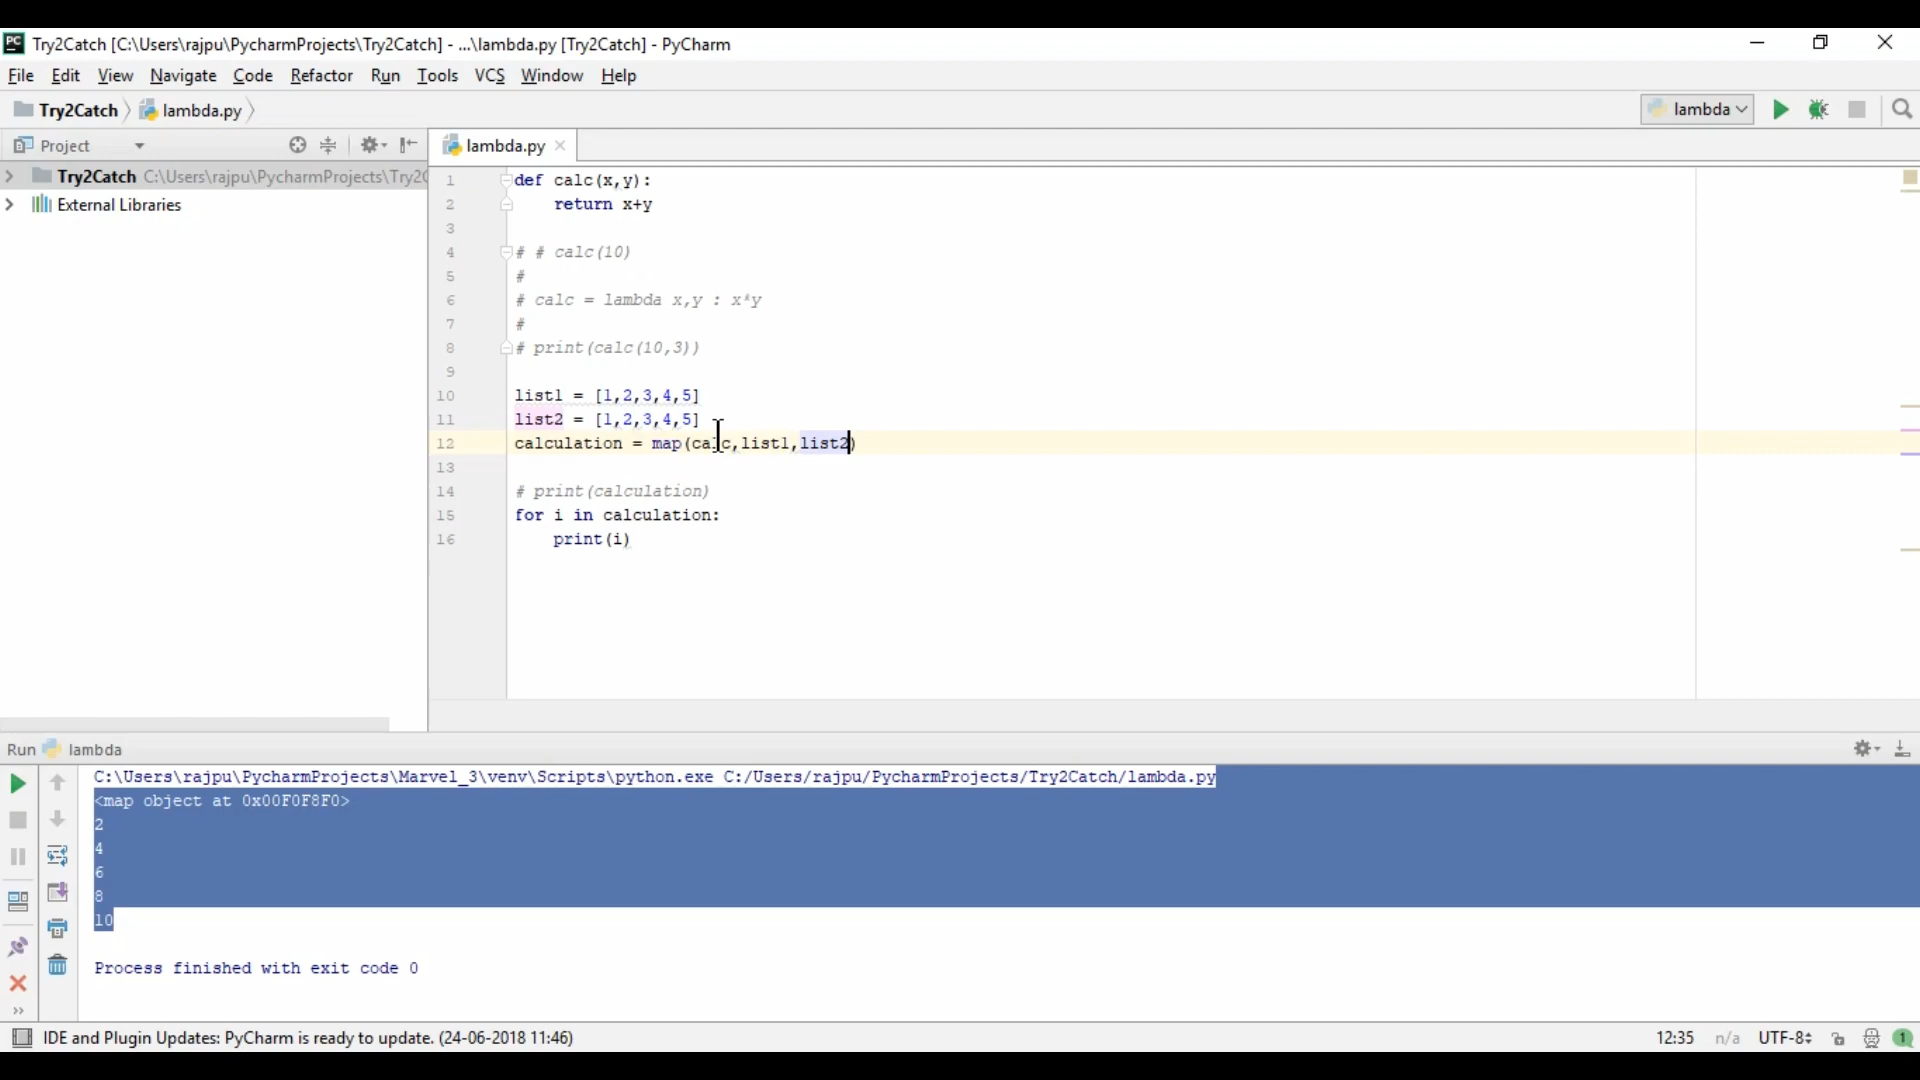 PC Try2Catch [C:\Users\rajpu\PycharmProjects\Try2Catch] - ...\lambda.py [Try2Catch] - PyCharm
File Edit View Navigate Code Refactor Run Tools VCS Window Help
Try2Catch lambda.py lambda
Project lambda.py
Try2Catch C:\Users\rajpu\PycharmProjects\Try2C
External Libraries
1 def calc(x,y):
2 return x+y
3
4 # # calc(10)
5 #
6 # calc = lambda x,y : x*y
7 #
8 # print(calc(10,3))
9
10 list1 = [1,2,3,4,5]
11 list2 = [1,2,3,4,5]
12 calculation = map(calc,list1,list2)
13
14 # print(calculation)
15 for i in calculation:
16 print(i)
Run lambda
C:\Users\rajpu\PycharmProjects\Marvel_3\venv\Scripts\python.exe C:/Users/rajpu/PycharmProjects/Try2Catch/lambda.py
<map object at 0x00F0F8F0>
2
4
6
8
10
Process finished with exit code 0
IDE and Plugin Updates: PyCharm is ready to update. (24-06-2018 11:46) 12:35 n/a UTF-8 1